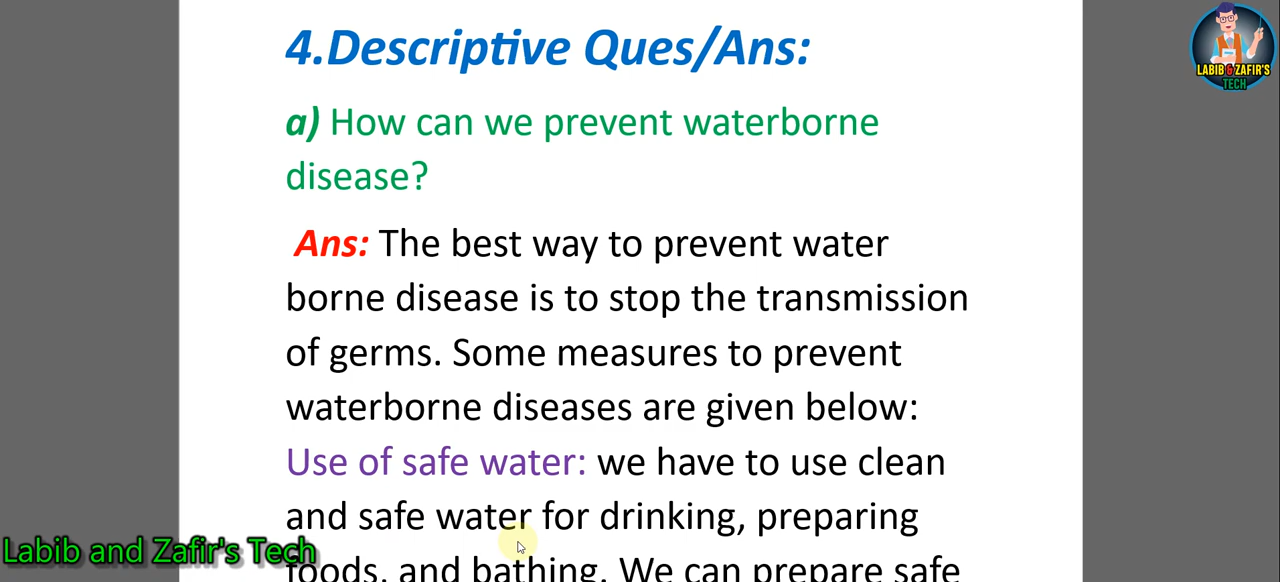 4.Descriptive Ques/Ans:
a) How can we prevent waterborne
disease?
Ans: The best way to prevent water
borne disease is to stop the transmission
of germs. Some measures to prevent
waterborne diseases are given below:
Use of safe water: we have to use clean
and safe water for drinking, preparing
foods, and bathing. We can prepare safe
LABIB & ZAFIR'S
TECH
Labib and Zafir's Tech